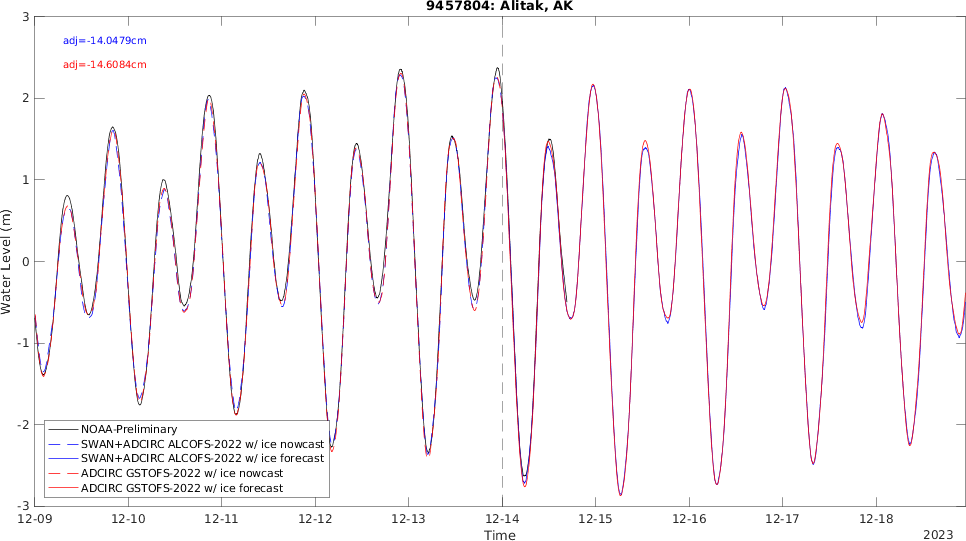 9457804: Alitak, AK
adj=-14.0479cm
adj=-14.6084cm
Water Level (m)
3
2
1
0
-1
-2
-3
NOAA-Preliminary
SWAN+ADCIRC ALCOFS-2022 w/ ice nowcast
SWAN+ADCIRC ALCOFS-2022 w/ ice forecast
ADCIRC GSTOFS-2022 w/ ice nowcast
ADCIRC GSTOFS-2022 w/ ice forecast
12-09 12-10 12-11 12-12 12-13 12-14 12-15 12-16 12-17 12-18
Time
2023